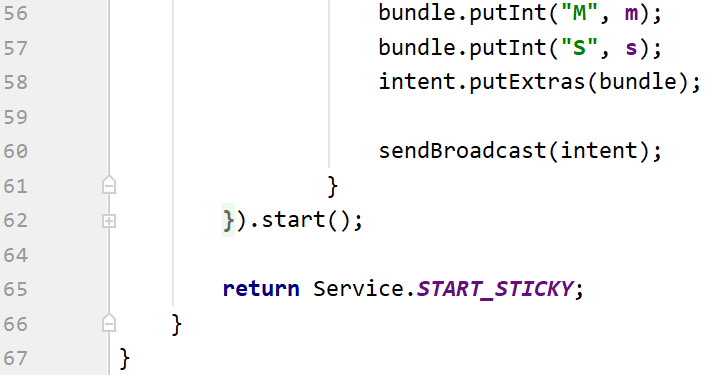 56 bundle.putInt("M", m);
57 bundle.putInt("S", s);
58 intent.putExtras(bundle);
59
60 sendBroadcast(intent);
61 }
62 }).start();
64
65 return Service.START_STICKY;
66 }
67 }